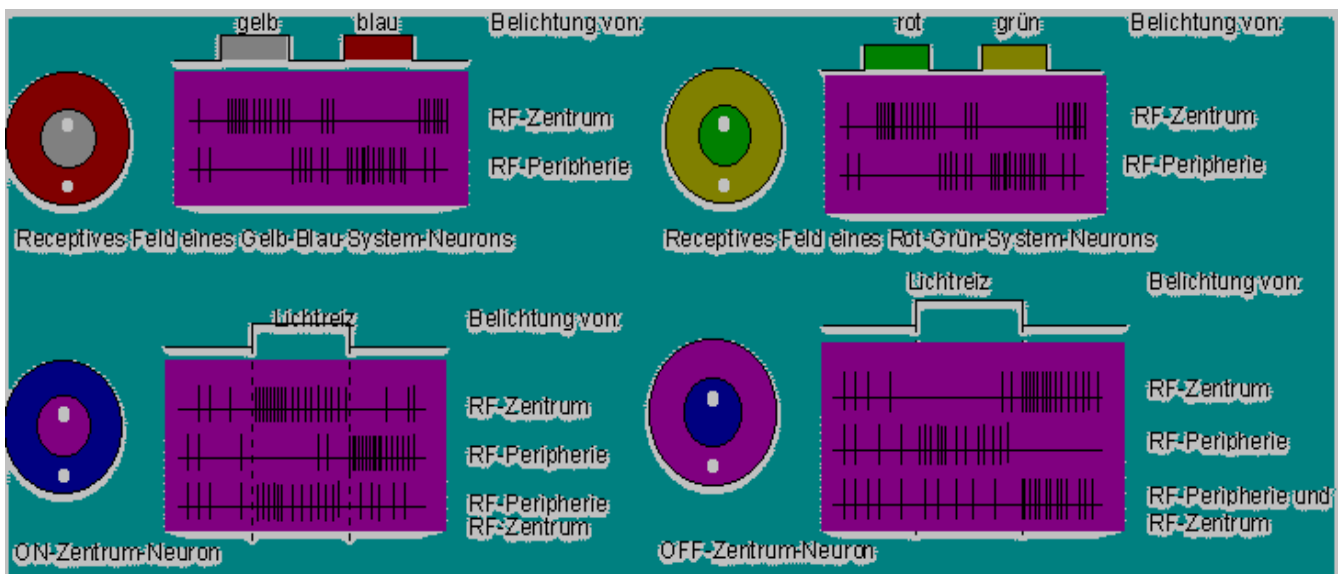 gelb blau Belichtung von:
RF-Zentrum
RF-Peripherie
Receptives Feld eines Gelb-Blau-System-Neurons
rot grün Belichtung von:
RF-Zentrum
RF-Peripherie
Receptives Feld eines Rot-Grün-System-Neurons
Lichtreiz Belichtung von:
RF-Zentrum
RF-Peripherie
RF-Peripherie
RF-Zentrum
ON-Zentrum-Neuron
Lichtreiz Belichtung von:
RF-Zentrum
RF-Peripherie
RF-Peripherie und
RF-Zentrum
OFF-Zentrum-Neuron